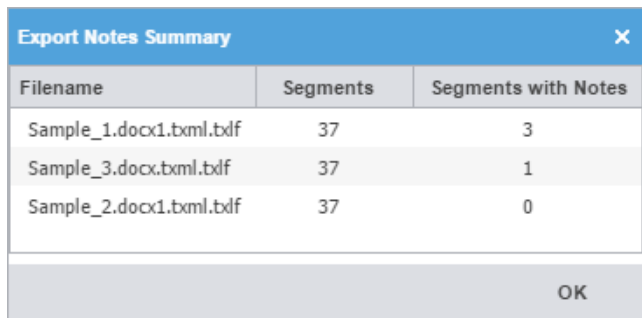 Export Notes Summary ×
Filename Segments Segments with Notes
Sample_1.docx1.txml.txlf 37 3
Sample_3.docx.txml.txlf 37 1
Sample_2.docx1.txml.txlf 37 0
OK